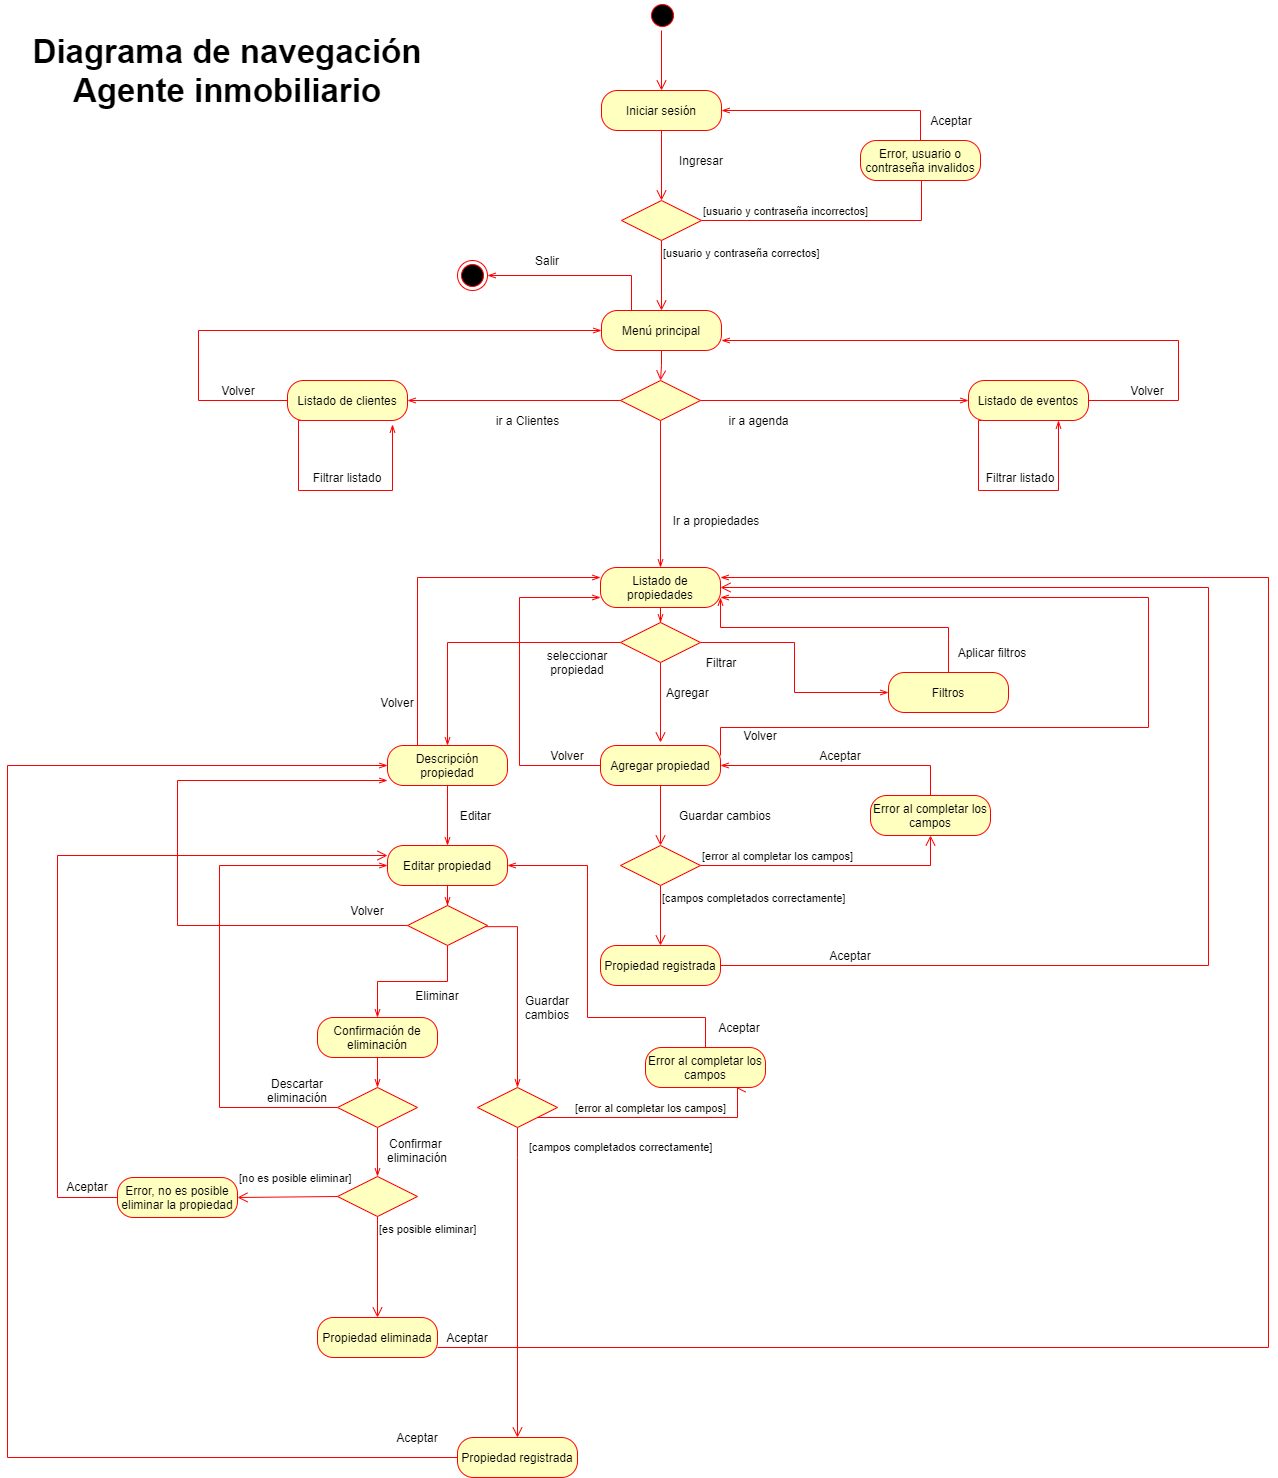 Diagrama de navegación
Agente inmobiliario
Iniciar sesión
Aceptar
Error, usuario o
contraseña invalidos
Ingresar
[usuario y contraseña incorrectos]
[usuario y contraseña correctos]
Salir
Menú principal
Volver
Listado de clientes
ir a Clientes
ir a agenda
Listado de eventos
Volver
Filtrar listado
Filtrar listado
Ir a propiedades
Listado de
propiedades
seleccionar
propiedad
Filtrar
Aplicar filtros
Agregar
Filtros
Volver
Volver
Descripción
propiedad
Volver
Agregar propiedad
Aceptar
Editar
Guardar cambios
Error al completar los
campos
Editar propiedad
[error al completar los campos]
[campos completados correctamente]
Volver
Propiedad registrada
Aceptar
Eliminar
Guardar
cambios
Confirmación de
eliminación
Aceptar
Error al completar los
campos
Descartar
eliminación
[error al completar los campos]
Confirmar
eliminación
[campos completados correctamente]
[no es posible eliminar]
Aceptar
Error, no es posible
eliminar la propiedad
[es posible eliminar]
Propiedad eliminada
Aceptar
Aceptar
Propiedad registrada